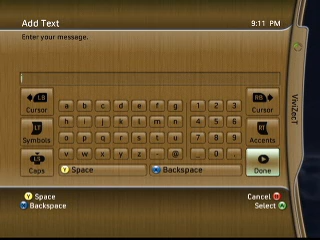 Add Text
9:11 PM
Enter your message.
LB
Cursor
RB
Cursor
a b c d e f g 1 2 3
h i j k l m n 4 5 6
LT
Symbols
o p q r s t u 7 8 9
RT
Accents
v w x y z - @ _ 0 .
LS
Caps
Y Space
X Backspace
Done
Y Space
X Backspace
Cancel B
Select A
ViviZacT